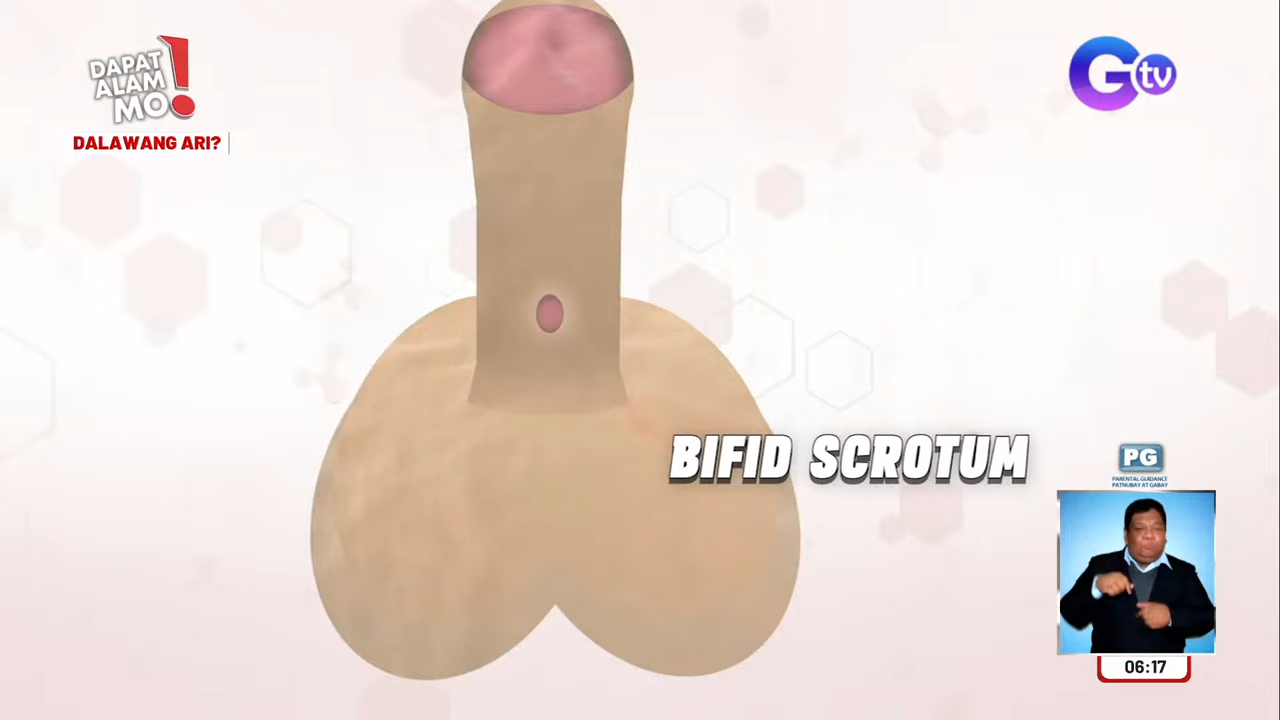 DAPAT
ALAM
MO!
DALAWANG ARI?
Gtv
BIFID SCROTUM
PG
PARENTAL GUIDANCE
PATNUBAY AT GABAY
06:17